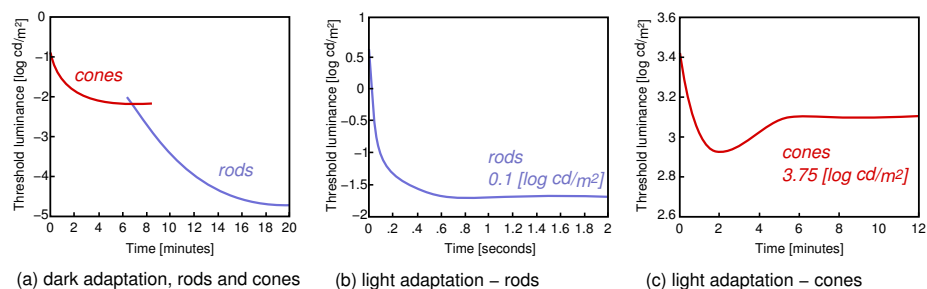 Threshold luminance [log cd/m²]
0
−1
−2
−3
−4
−5
cones
rods
0 2 4 6 8 10 12 14 16 18 20
Time [minutes]
(a) dark adaptation, rods and cones
Threshold luminance [log cd/m²]
1
0.5
0
−0.5
−1
−1.5
−2
rods
0.1 [log cd/m²]
0 .2 .4 .6 .8 1 1.2 1.4 1.6 1.8 2
Time [seconds]
(b) light adaptation − rods
Threshold luminance [log cd/m²]
3.6
3.4
3.2
3
2.8
2.6
cones
3.75 [log cd/m²]
0 2 4 6 8 10 12
Time [minutes]
(c) light adaptation − cones